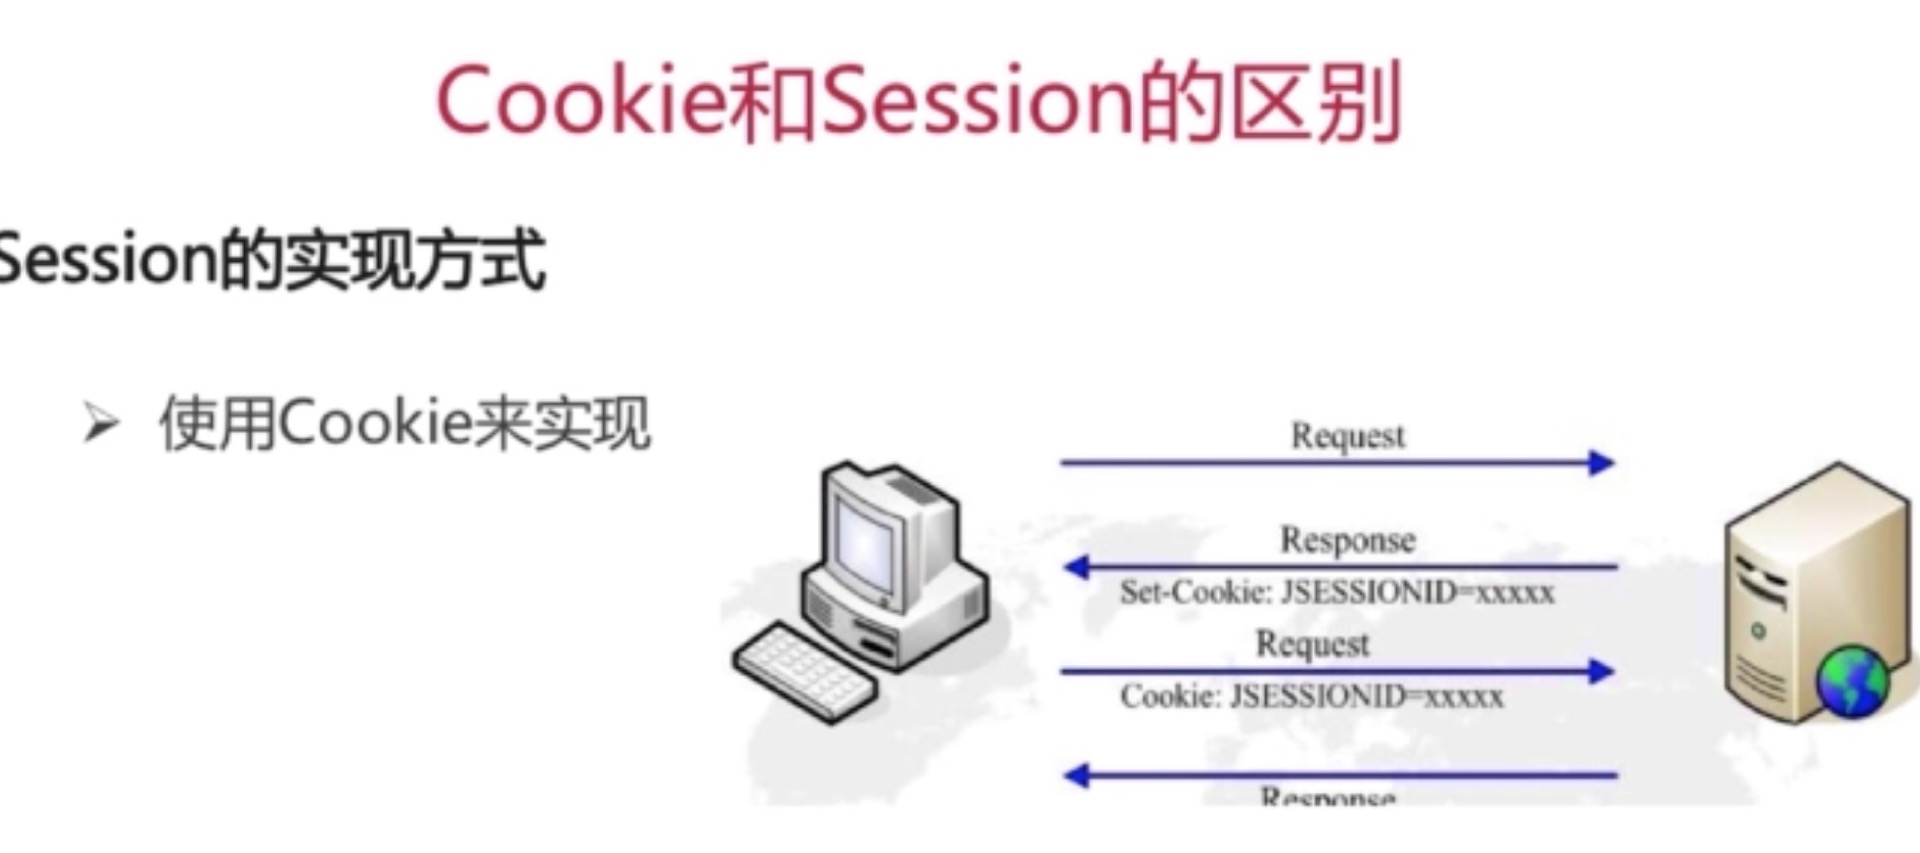 Cookie和Session的区别
Session的实现方式
使用Cookie来实现
Request
Response
Set-Cookie: JSESSIONID=xxxxx
Request
Cookie: JSESSIONID=xxxxx
Response